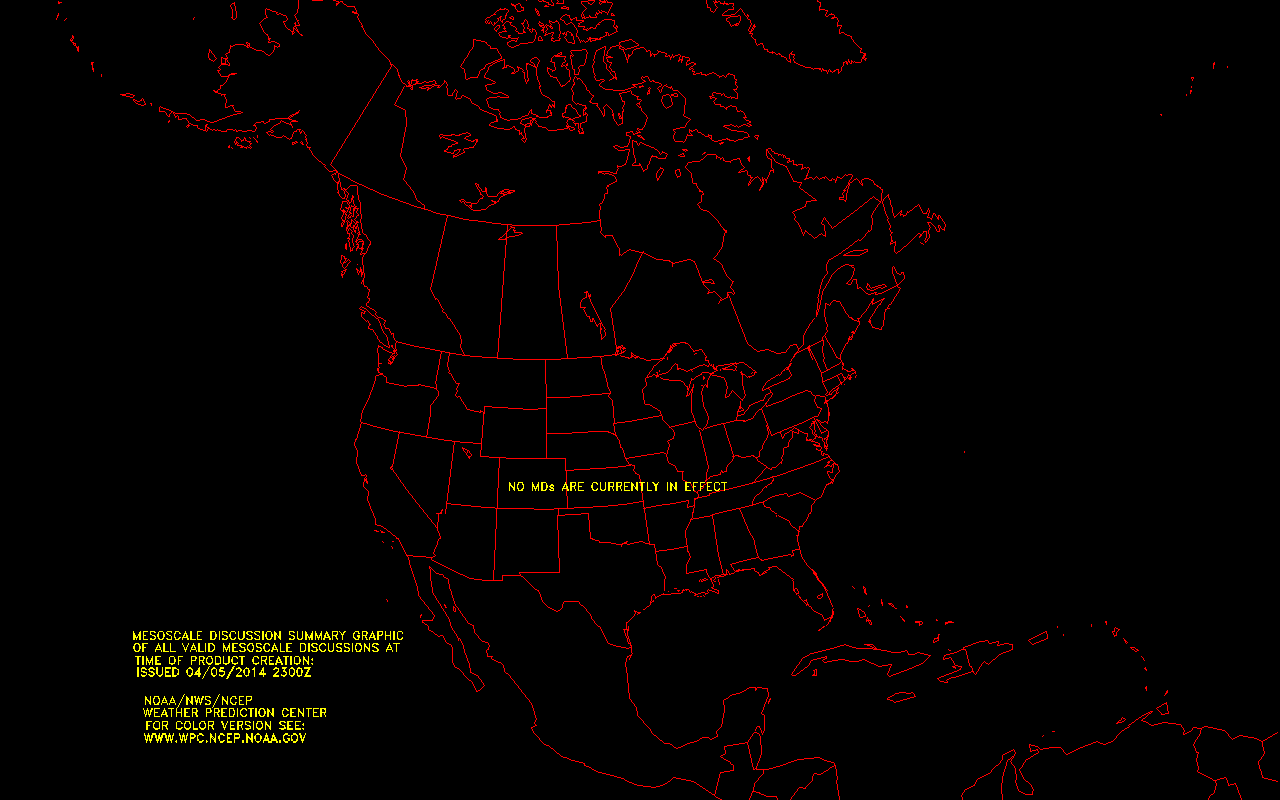 NO MDs ARE CURRENTLY IN EFFECT
MESOSCALE DISCUSSION SUMMARY GRAPHIC
OF ALL VALID MESOSCALE DISCUSSIONS AT
TIME OF PRODUCT CREATION:
ISSUED 04/05/2014 2300Z
NOAA/NWS/NCEP
WEATHER PREDICTION CENTER
FOR COLOR VERSION SEE:
WWW.WPC.NCEP.NOAA.GOV